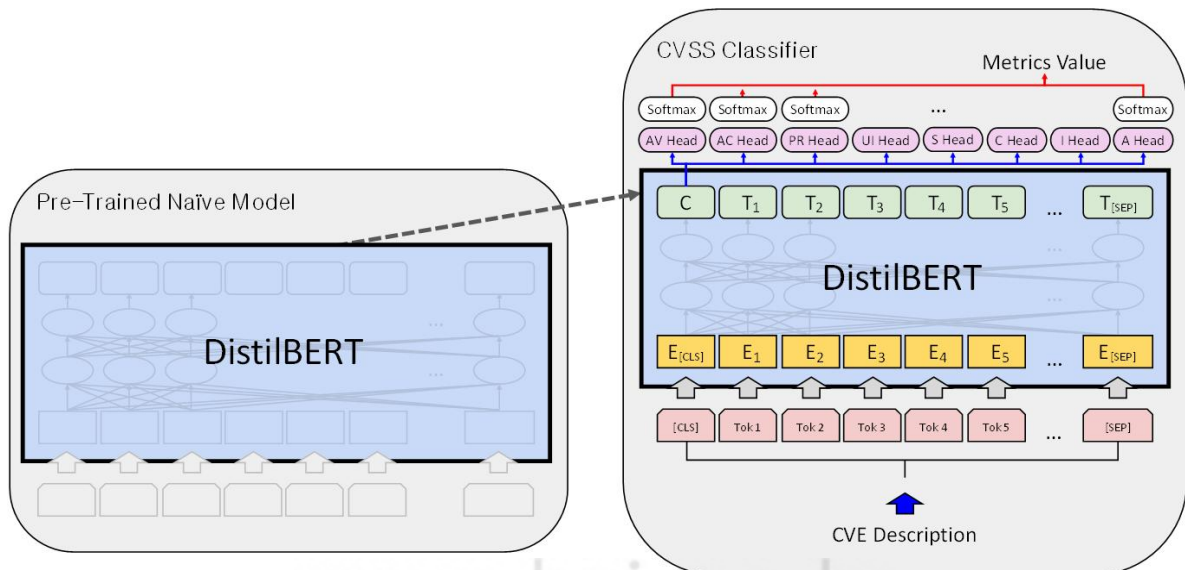 CVSS Classifier
Metrics Value
Softmax Softmax Softmax ... Softmax
AV Head AC Head PR Head UI Head S Head C Head I Head A Head
C T1 T2 T3 T4 T5 ... T[SEP]
...
DistilBERT
...
E[CLS] E1 E2 E3 E4 E5 ... E[SEP]
[CLS] Tok 1 Tok 2 Tok 3 Tok 4 Tok 5 ... [SEP]
CVE Description
Pre-Trained Naïve Model
...
DistilBERT
...